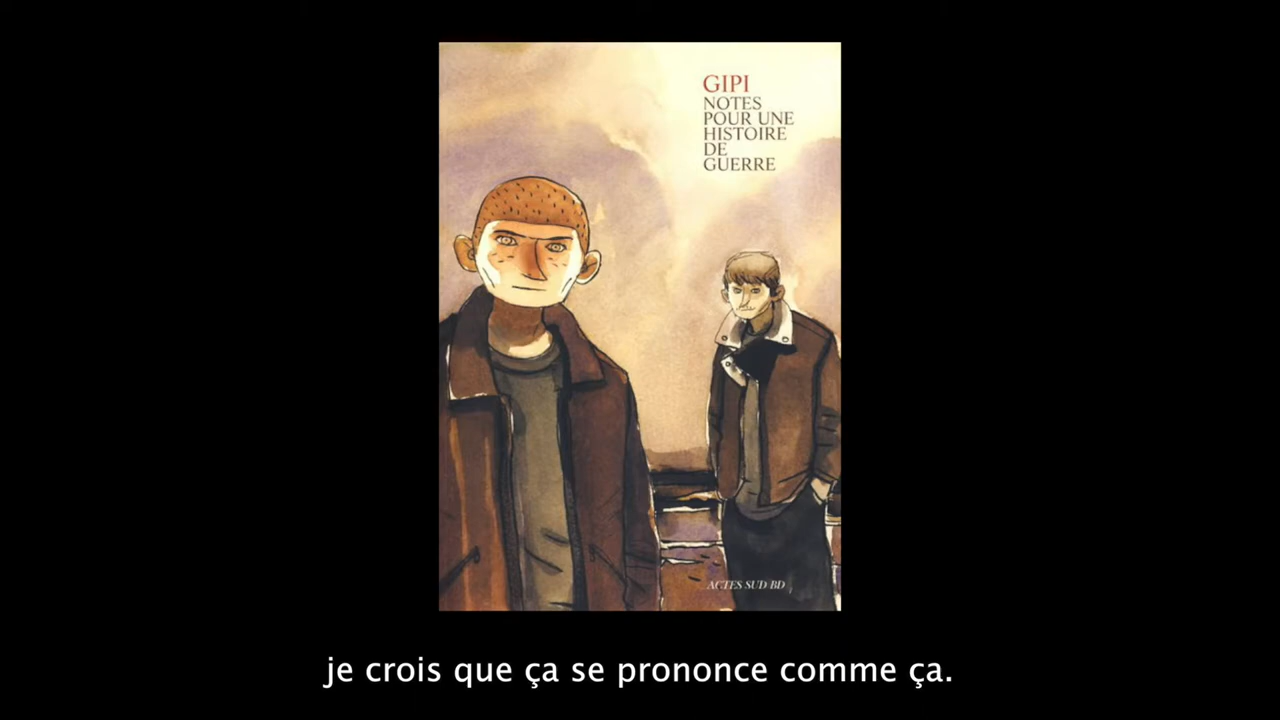 GIPI
NOTES
POUR UNE
HISTOIRE
DE
GUERRE
ACTES SUD BD
je crois que ça se prononce comme ça.